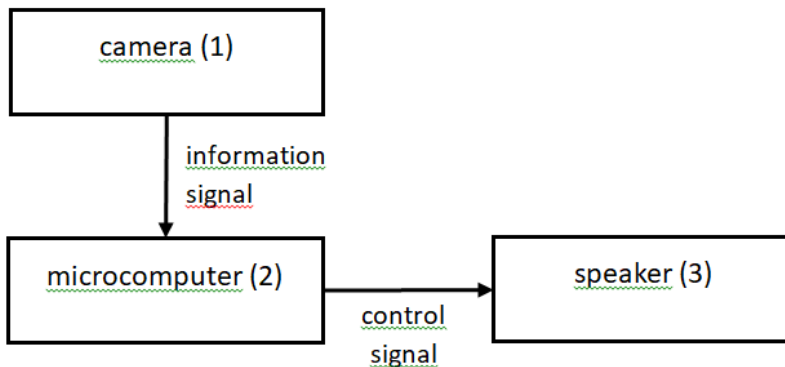 camera (1)
information
signal
microcomputer (2)
speaker (3)
control
signal